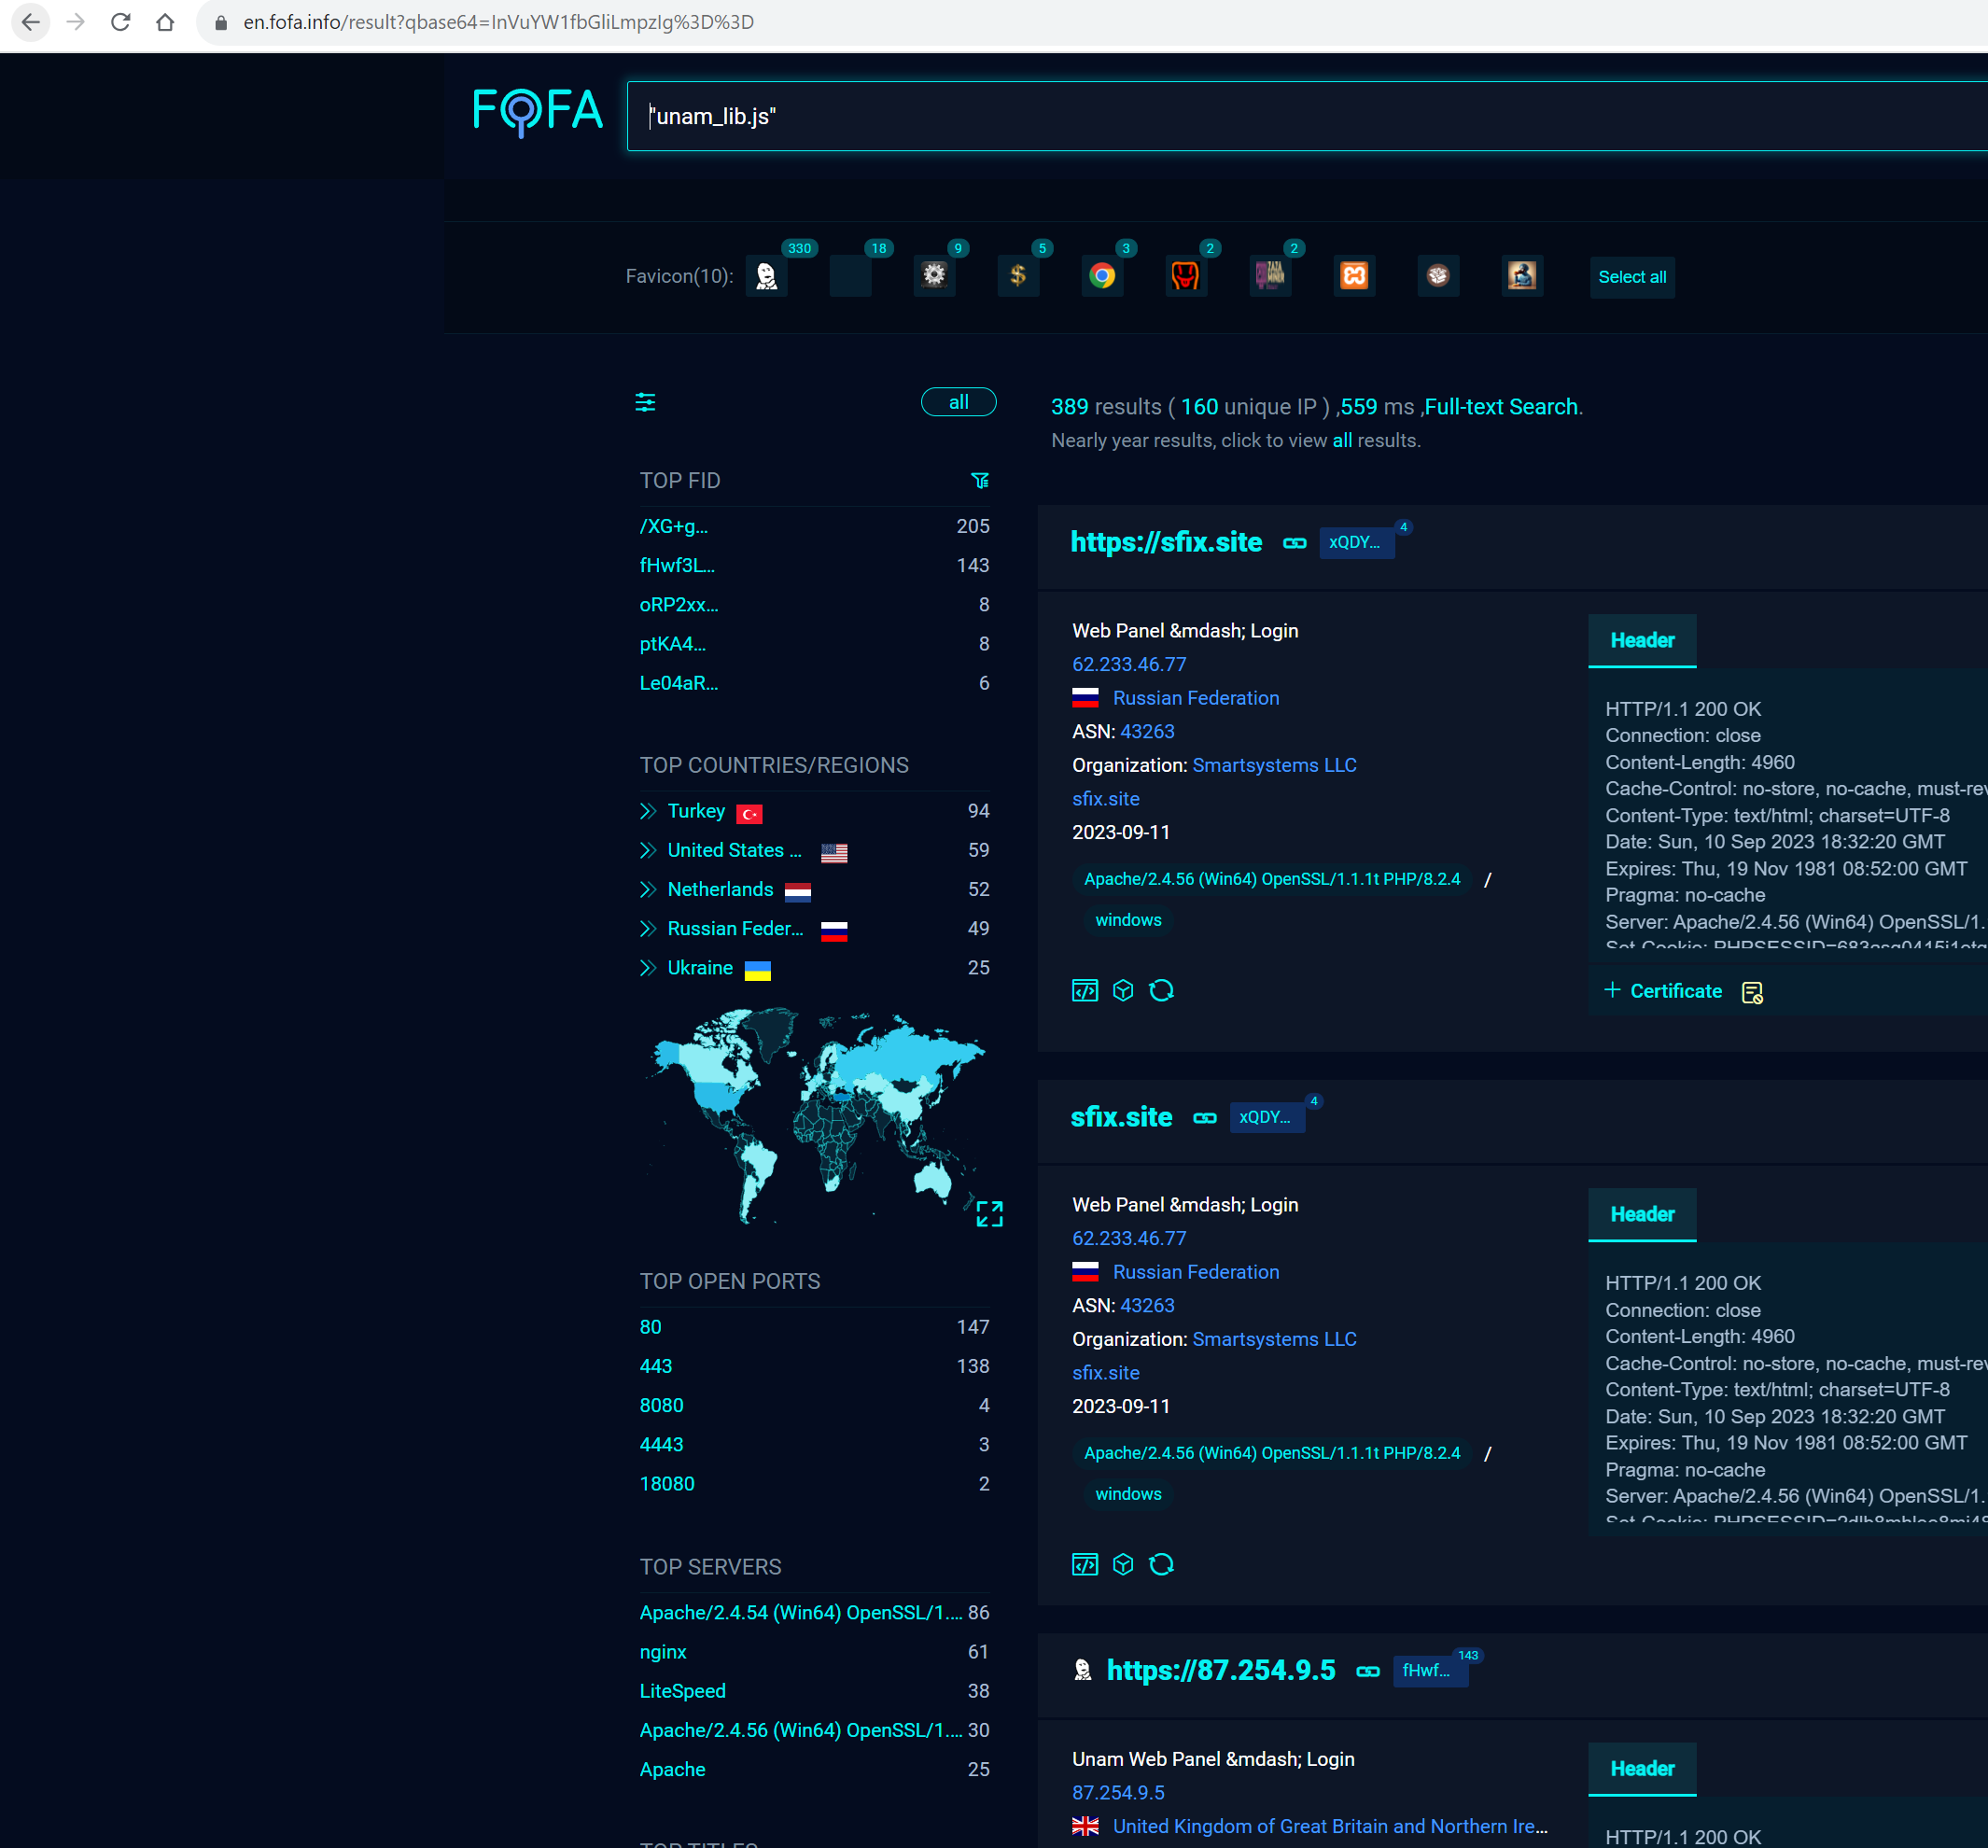 en.fofa.info/result?qbase64=InVuYW1fbGliLmpzIg%3D%3D
FOFA
"unam_lib.js"
330 18 9 5 3 2 2
Favicon(10): Select all
all
389 results ( 160 unique IP ) ,559 ms ,Full-text Search.
Nearly year results, click to view all results.
TOP FID
/XG+g... 205
fHwf3L... 143
oRP2xx... 8
ptKA4... 8
Le04aR... 6
TOP COUNTRIES/REGIONS
Turkey 94
United States ... 59
Netherlands 52
Russian Feder... 49
Ukraine 25
TOP OPEN PORTS
80 147
443 138
8080 4
4443 3
18080 2
TOP SERVERS
Apache/2.4.54 (Win64) OpenSSL/1.... 86
nginx 61
LiteSpeed 38
Apache/2.4.56 (Win64) OpenSSL/1.... 30
Apache 25
https://sfix.site xQDY... 4
Web Panel &mdash; Login
62.233.46.77
Russian Federation
ASN: 43263
Organization: Smartsystems LLC
sfix.site
2023-09-11
Apache/2.4.56 (Win64) OpenSSL/1.1.1t PHP/8.2.4 /
windows
Header
HTTP/1.1 200 OK
Connection: close
Content-Length: 4960
Cache-Control: no-store, no-cache, must-rev
Content-Type: text/html; charset=UTF-8
Date: Sun, 10 Sep 2023 18:32:20 GMT
Expires: Thu, 19 Nov 1981 08:52:00 GMT
Pragma: no-cache
Server: Apache/2.4.56 (Win64) OpenSSL/1.
+ Certificate
sfix.site xQDY... 4
Web Panel &mdash; Login
62.233.46.77
Russian Federation
ASN: 43263
Organization: Smartsystems LLC
sfix.site
2023-09-11
Apache/2.4.56 (Win64) OpenSSL/1.1.1t PHP/8.2.4 /
windows
Header
HTTP/1.1 200 OK
Connection: close
Content-Length: 4960
Cache-Control: no-store, no-cache, must-rev
Content-Type: text/html; charset=UTF-8
Date: Sun, 10 Sep 2023 18:32:20 GMT
Expires: Thu, 19 Nov 1981 08:52:00 GMT
Pragma: no-cache
Server: Apache/2.4.56 (Win64) OpenSSL/1.
https://87.254.9.5 fHwf... 143
Unam Web Panel &mdash; Login
87.254.9.5
United Kingdom of Great Britain and Northern Ire...
Header
HTTP/1.1 200 OK